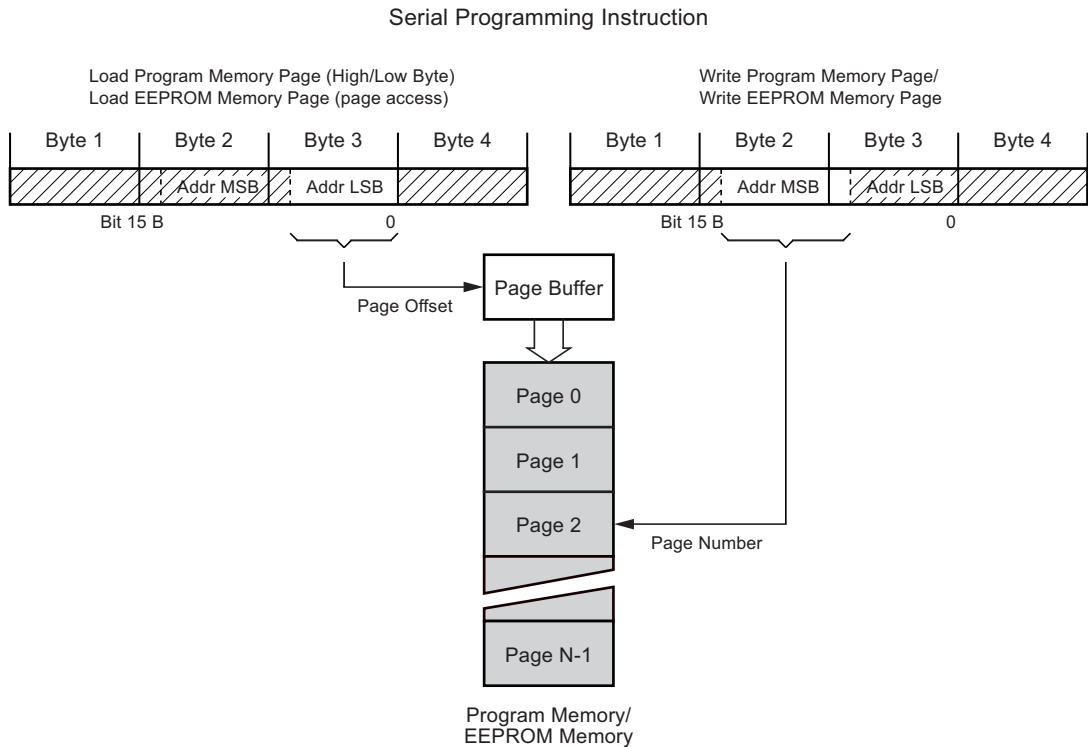 Serial Programming Instruction
Load Program Memory Page (High/Low Byte)
Load EEPROM Memory Page (page access)
Write Program Memory Page/
Write EEPROM Memory Page
Byte 1 Byte 2 Byte 3 Byte 4
Byte 1 Byte 2 Byte 3 Byte 4
Addr MSB Addr LSB
Addr MSB Addr LSB
Bit 15 B 0
Bit 15 B 0
Page Offset
Page Buffer
Page 0
Page 1
Page 2
Page Number
Page N-1
Program Memory/
EEPROM Memory